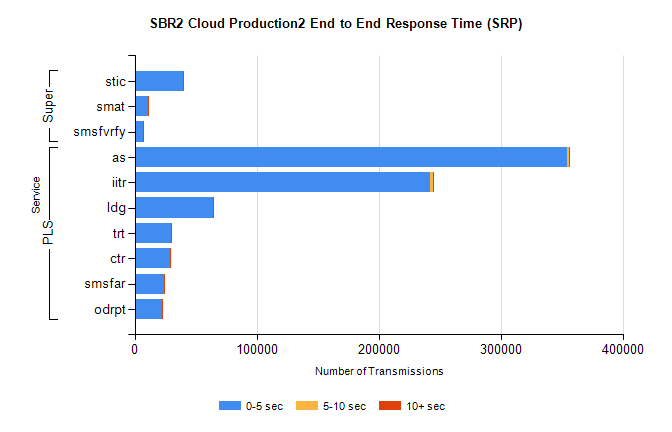 SBR2 Cloud Production2 End to End Response Time (SRP)
Super
stic
smat
smsfvrfy
Service
PLS
as
iitr
ldg
trt
ctr
smsfar
odrpt
0 100000 200000 300000 400000
Number of Transmissions
0-5 sec 5-10 sec 10+ sec